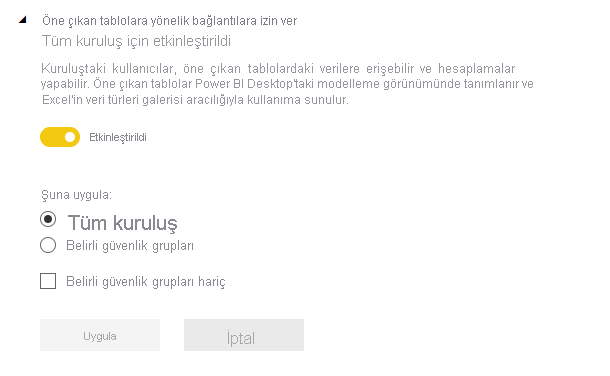 Öne çıkan tablolara yönelik bağlantılara izin ver
Tüm kuruluş için etkinleştirildi
Kuruluştaki kullanıcılar, öne çıkan tablolardaki verilere erişebilir ve hesaplamalar
yapabilir. Öne çıkan tablolar Power BI Desktop'taki modelleme görünümünde tanımlanır ve
Excel'in veri türleri galerisi aracılığıyla kullanıma sunulur.
Etkinleştirildi
Şuna uygula:
Tüm kuruluş
Belirli güvenlik grupları
Belirli güvenlik grupları hariç
Uygula
İptal